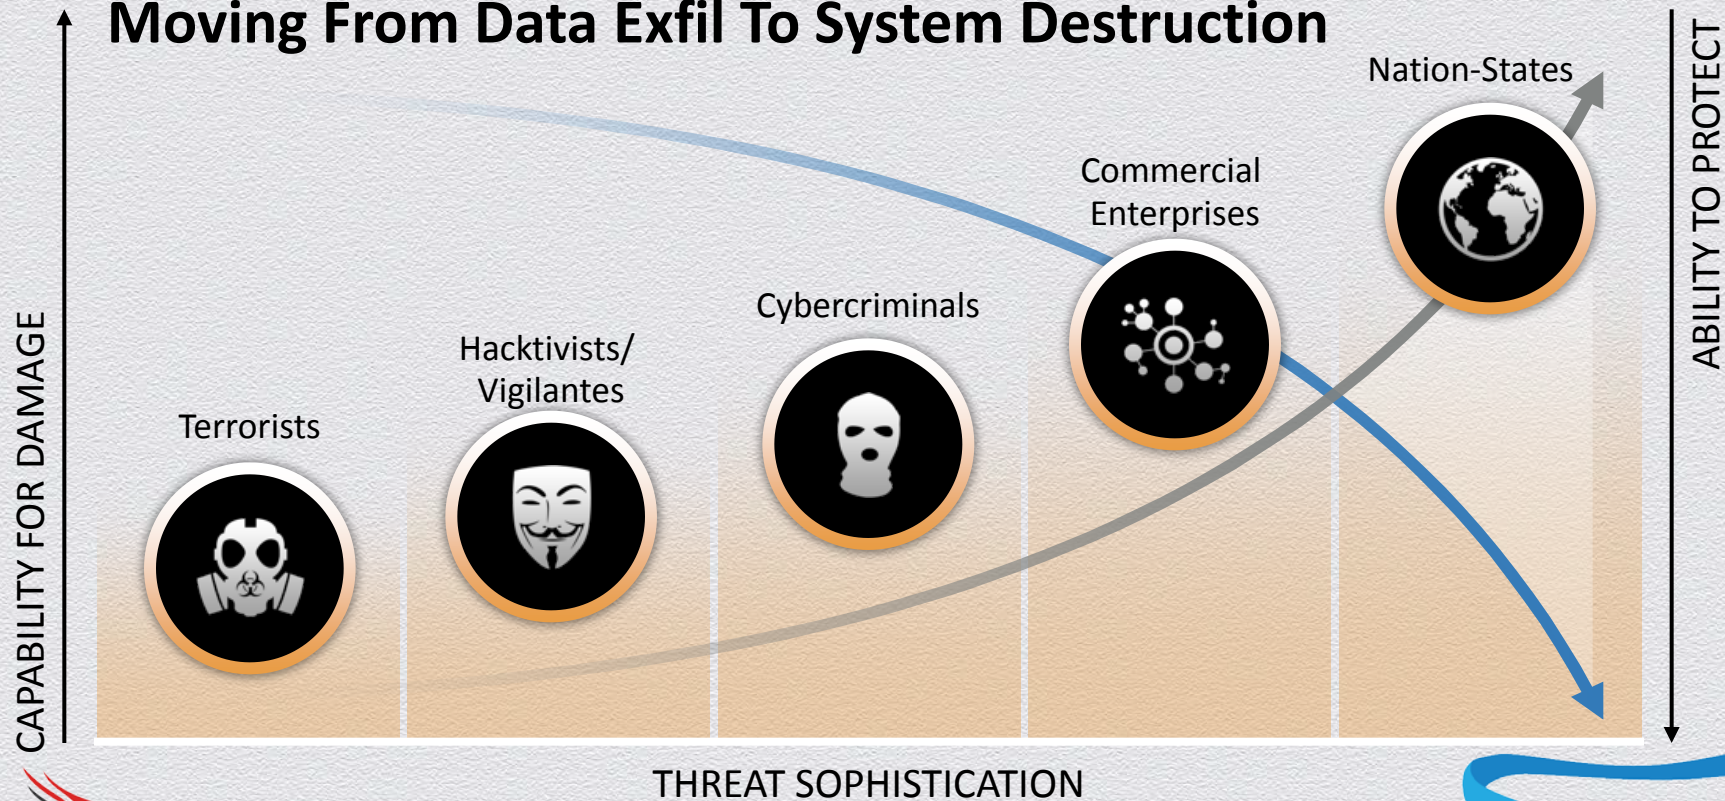 Moving From Data Exfil To System Destruction
Nation-States
Commercial
Enterprises
Cybercriminals
Hacktivists/
Vigilantes
Terrorists
CAPABILITY FOR DAMAGE
ABILITY TO PROTECT
THREAT SOPHISTICATION